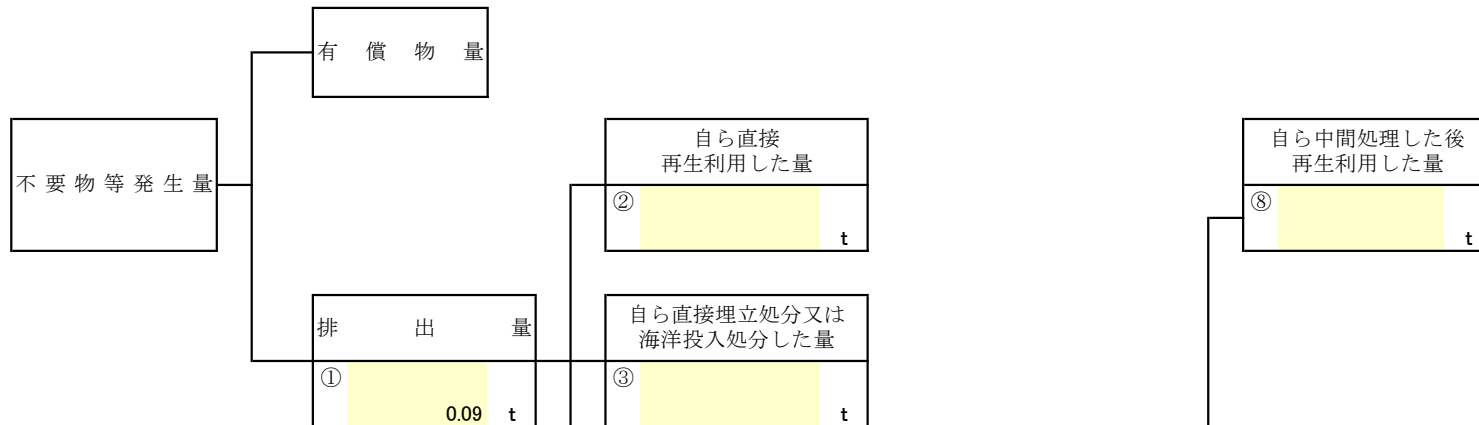 有償物量
不要物等発生量
自ら直接
再生利用した量
②
t
自ら中間処理した後
再生利用した量
⑧
t
排出量
①
0.09 t
自ら直接埋立処分又は
海洋投入処分した量
③
t